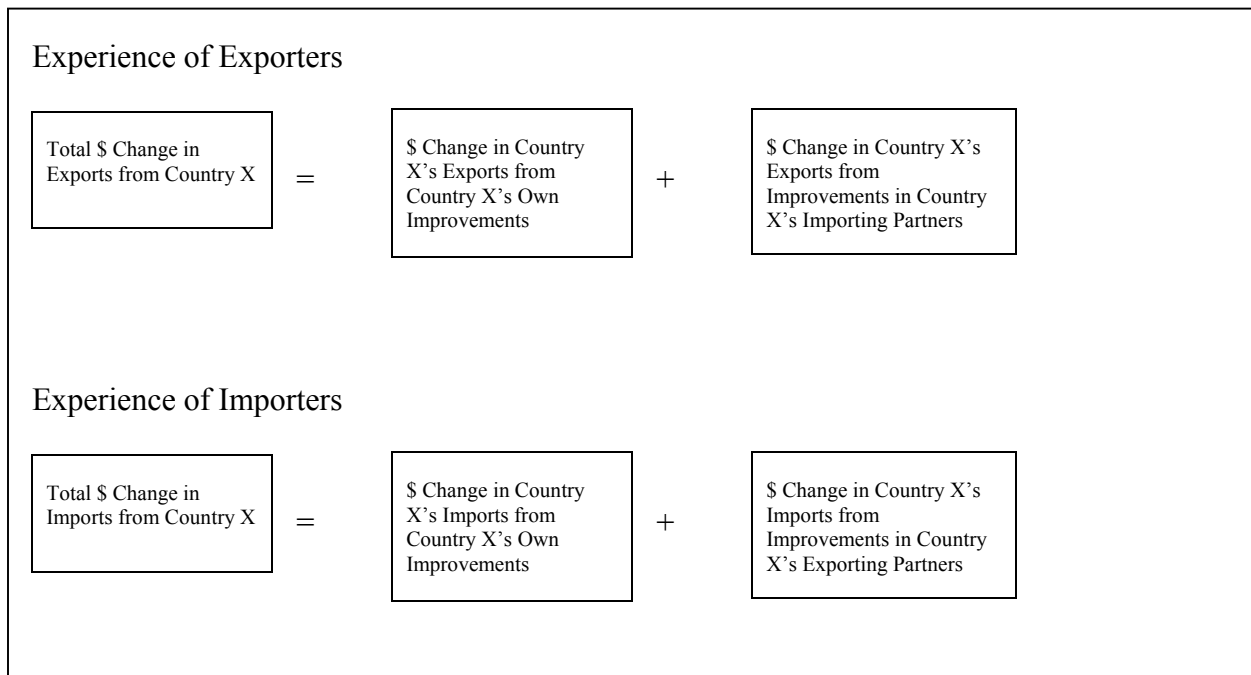 Experience of Exporters
Total $ Change in
Exports from Country X
=
$ Change in Country
X’s Exports from
Country X’s Own
Improvements
+
$ Change in Country X’s
Exports from
Improvements in Country
X’s Importing Partners
Experience of Importers
Total $ Change in
Imports from Country X
=
$ Change in Country
X’s Imports from
Country X’s Own
Improvements
+
$ Change in Country X’s
Imports from
Improvements in Country
X’s Exporting Partners